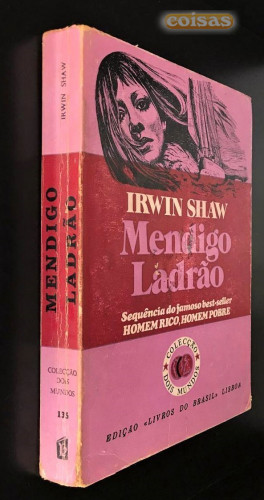 coisas
IRWIN SHAW
Mendigo
Ladrão
Sequência do famoso best-seller
HOMEM RICO, HOMEM POBRE
COLECÇÃO
DOIS MUNDOS
EDIÇÃO «LIVROS DO BRASIL» LISBOA
IRWIN SHAW
MENDIGO
LADRÃO
COLECÇÃO
DOIS
MUNDOS
135